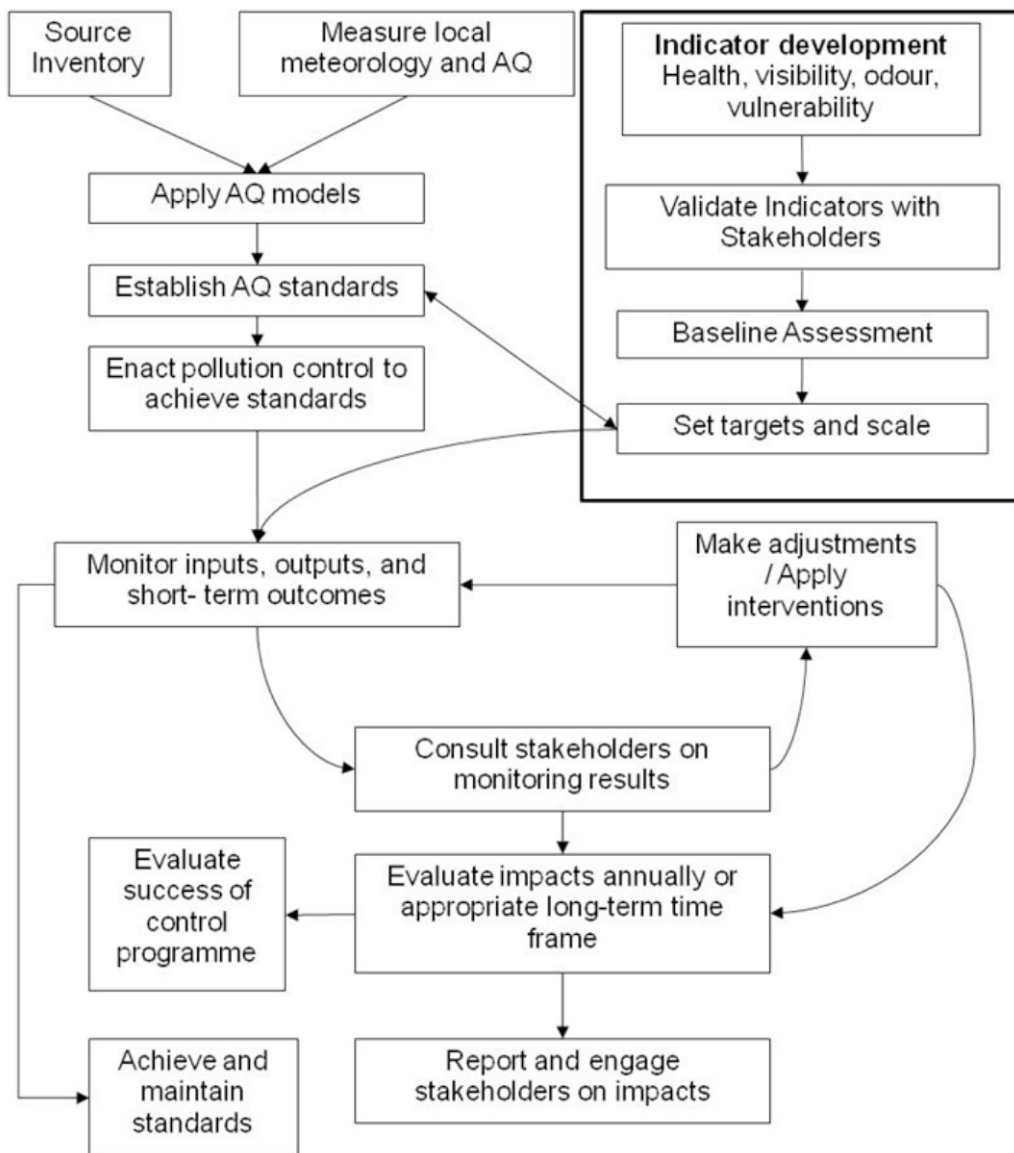 Source
Inventory
Measure local
meteorology and AQ
Indicator development
Health, visibility, odour,
vulnerability
Apply AQ models
Validate Indicators with
Stakeholders
Establish AQ standards
Baseline Assessment
Enact pollution control to
achieve standards
Set targets and scale
Monitor inputs, outputs, and
short- term outcomes
Make adjustments
/ Apply
interventions
Consult stakeholders on
monitoring results
Evaluate
success of
control
programme
Evaluate impacts annually or
appropriate long-term time
frame
Achieve and
maintain
standards
Report and engage
stakeholders on impacts